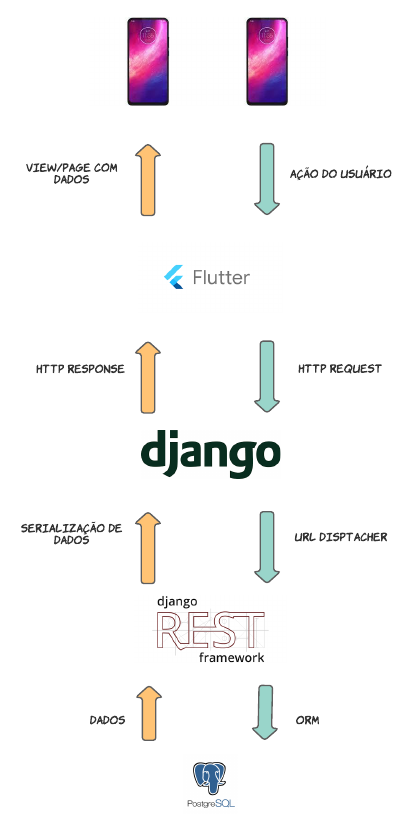 VIEW/PAGE COM
DADOS
AÇÃO DO USUÁRIO
Flutter
HTTP RESPONSE
HTTP REQUEST
django
SERIALIZAÇÃO DE
DADOS
URL DISPTACHER
django
REST
framework
DADOS
ORM
PostgreSQL